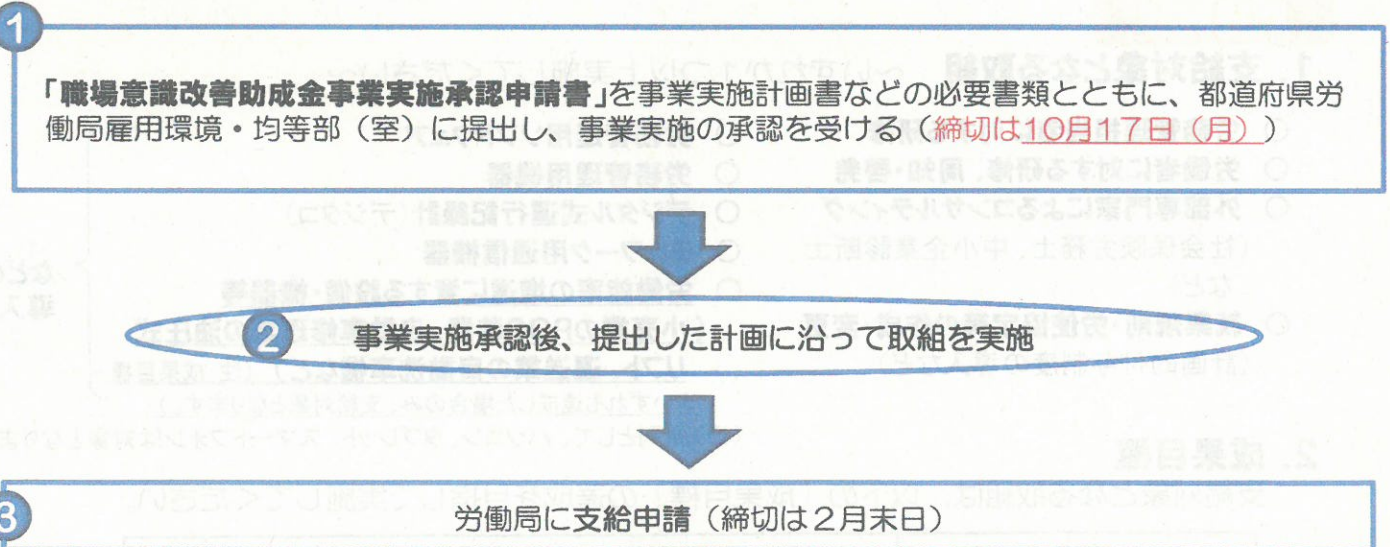 1
「職場意識改善助成金事業実施承認申請書」を事業実施計画書などの必要書類とともに、都道府県労
働局雇用環境・均等部（室）に提出し、事業実施の承認を受ける（締切は10月17日（月））
2 事業実施承認後、提出した計画に沿って取組を実施
3
労働局に支給申請（締切は２月末日）